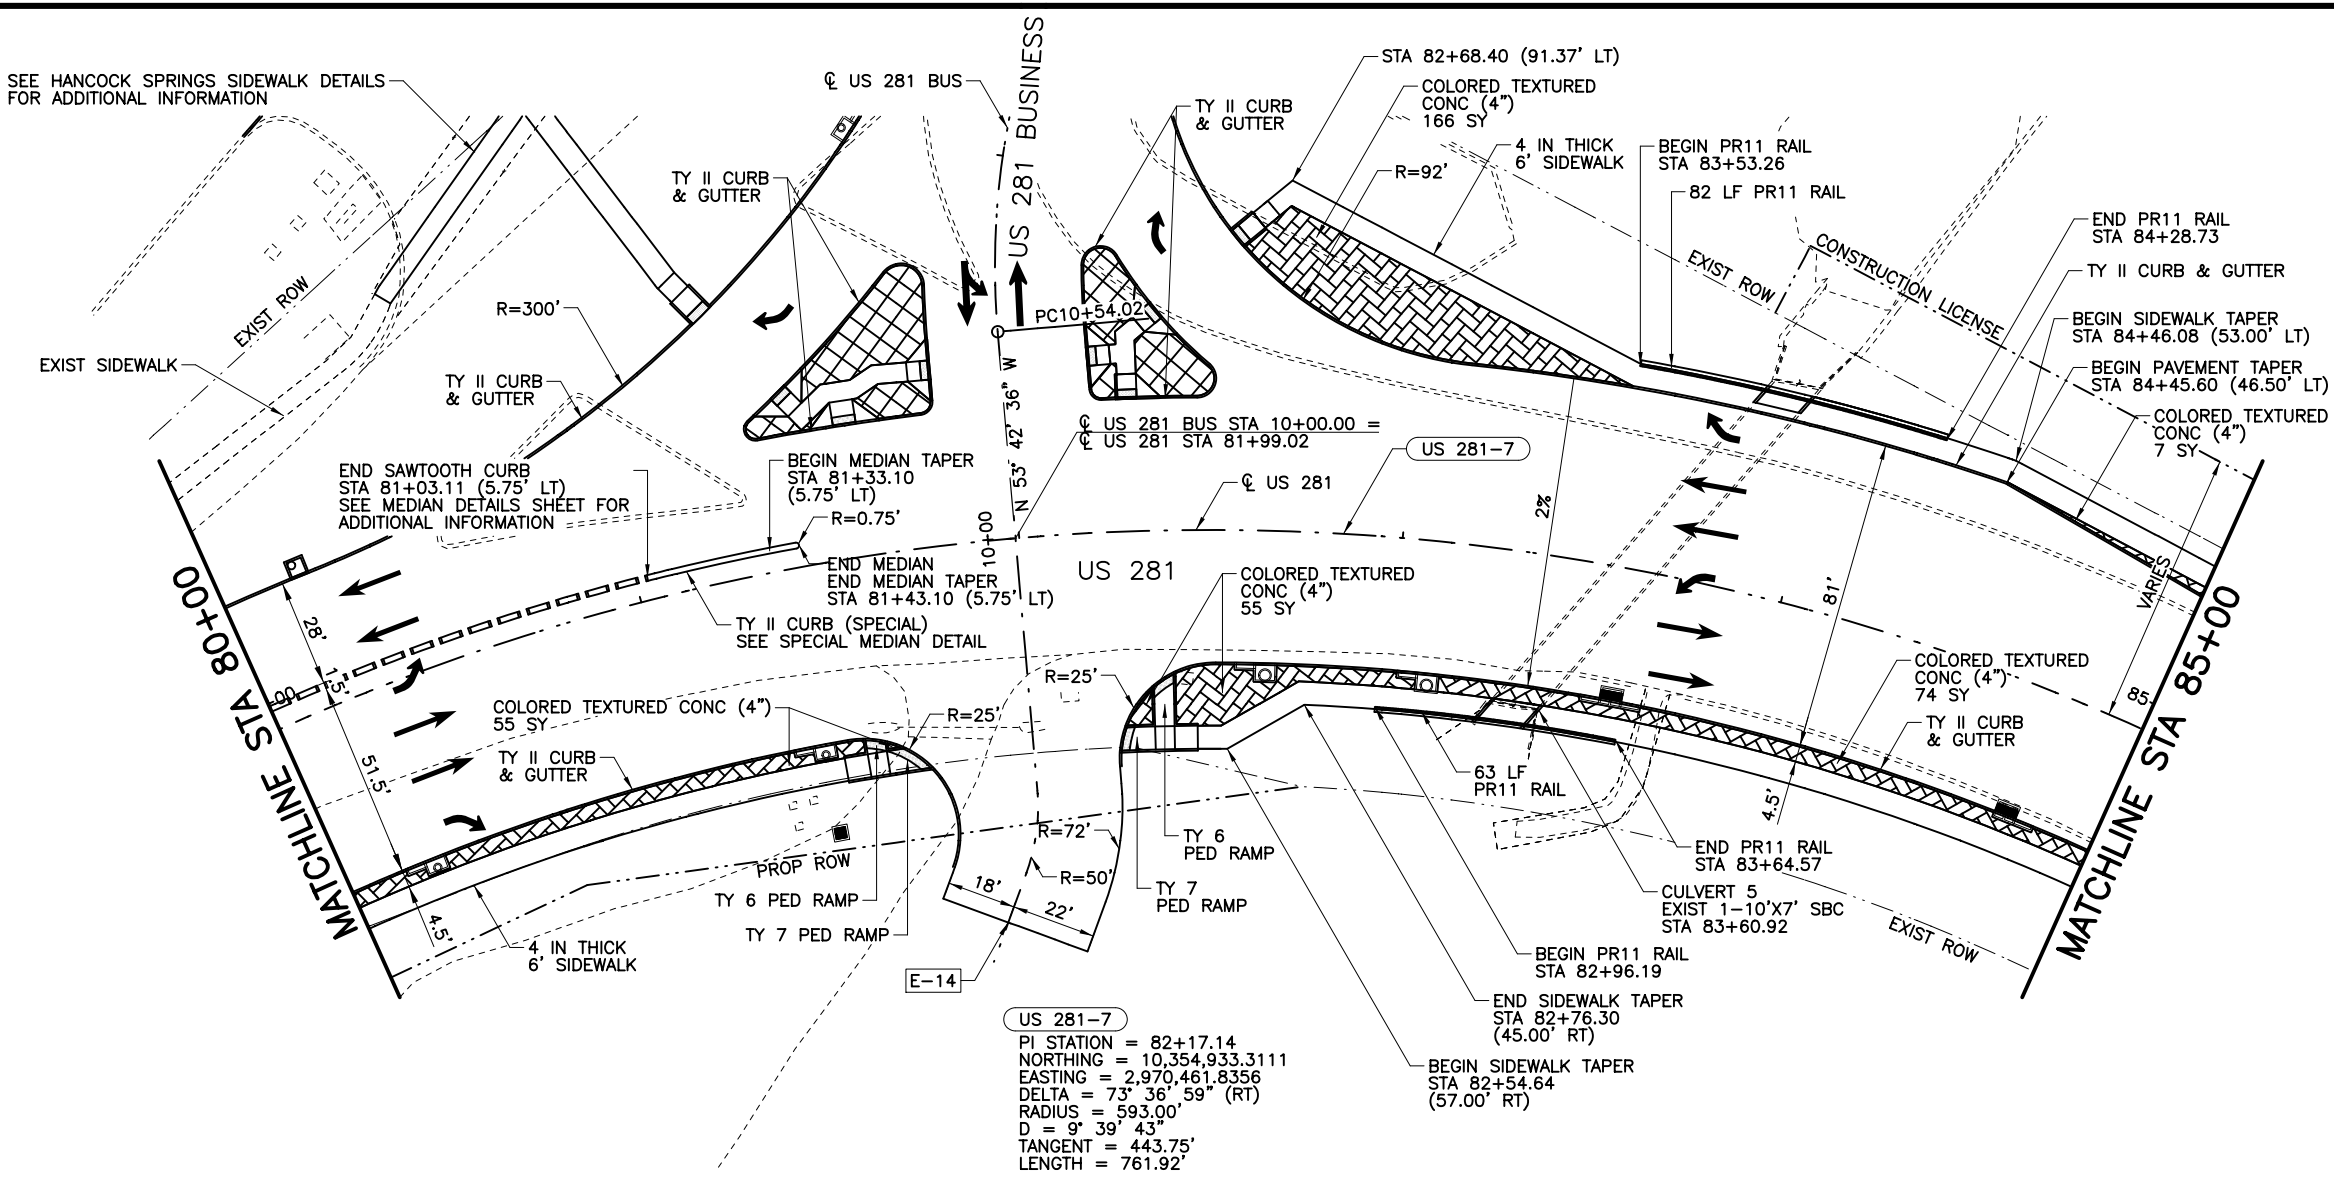 SEE HANCOCK SPRINGS SIDEWALK DETAILS
FOR ADDITIONAL INFORMATION
℄ US 281 BUS
US 281 BUSINESS
TY II CURB
& GUTTER
STA 82+68.40 (91.37' LT)
COLORED TEXTURED
CONC (4")
166 SY
R=92'
4 IN THICK
6' SIDEWALK
BEGIN PR11 RAIL
STA 83+53.26
82 LF PR11 RAIL
END PR11 RAIL
STA 84+28.73
TY II CURB & GUTTER
CONSTRUCTION LICENSE
EXIST ROW
BEGIN SIDEWALK TAPER
STA 84+46.08 (53.00' LT)
BEGIN PAVEMENT TAPER
STA 84+45.60 (46.50' LT)
COLORED TEXTURED
CONC (4")
7 SY
TY II CURB
& GUTTER
EXIST ROW
R=300'
EXIST SIDEWALK
TY II CURB
& GUTTER
PC10+54.02
N 53° 42' 36" W
℄ US 281 BUS STA 10+00.00 =
℄ US 281 STA 81+99.02
US 281-7
℄ US 281
2%
END SAWTOOTH CURB
STA 81+03.11 (5.75' LT)
SEE MEDIAN DETAILS SHEET FOR
ADDITIONAL INFORMATION
BEGIN MEDIAN TAPER
STA 81+33.10
(5.75' LT)
R=0.75'
10+00
END MEDIAN
END MEDIAN TAPER
STA 81+43.10 (5.75' LT)
TY II CURB (SPECIAL)
SEE SPECIAL MEDIAN DETAIL
US 281
COLORED TEXTURED
CONC (4")
55 SY
81'
VARIES
MATCHLINE STA 80+00
28'
1.5'
51.5'
4.5'
COLORED TEXTURED CONC (4")
55 SY
TY II CURB
& GUTTER
R=25'
R=25'
COLORED TEXTURED
CONC (4")
74 SY
TY II CURB
& GUTTER
85
MATCHLINE STA 85+00
4.5'
63 LF
PR11 RAIL
PROP ROW
R=72'
R=50'
18'
22'
TY 6
PED RAMP
TY 7
PED RAMP
TY 6 PED RAMP
TY 7 PED RAMP
4 IN THICK
6' SIDEWALK
E-14
END PR11 RAIL
STA 83+64.57
CULVERT 5
EXIST 1-10'X7' SBC
STA 83+60.92
EXIST ROW
BEGIN PR11 RAIL
STA 82+96.19
END SIDEWALK TAPER
STA 82+76.30
(45.00' RT)
BEGIN SIDEWALK TAPER
STA 82+54.64
(57.00' RT)
US 281-7
PI STATION = 82+17.14
NORTHING = 10,354,933.3111
EASTING = 2,970,461.8356
DELTA = 73° 36' 59" (RT)
RADIUS = 593.00'
D = 9° 39' 43"
TANGENT = 443.75'
LENGTH = 761.92'